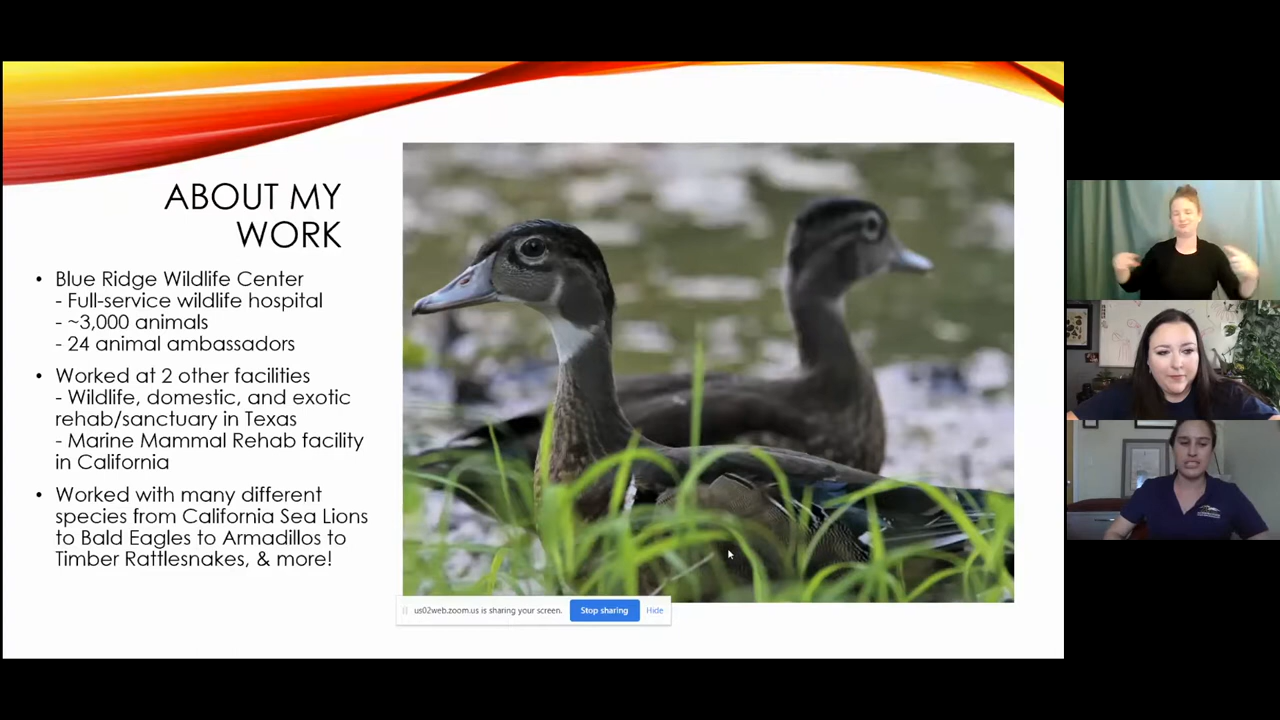 ABOUT MY
WORK
• Blue Ridge Wildlife Center
- Full-service wildlife hospital
- ~3,000 animals
- 24 animal ambassadors
• Worked at 2 other facilities
- Wildlife, domestic, and exotic
rehab/sanctuary in Texas
- Marine Mammal Rehab facility
in California
• Worked with many different
species from California Sea Lions
to Bald Eagles to Armadillos to
Timber Rattlesnakes, & more!
us02web.zoom.us is sharing your screen.
Stop sharing
Hide